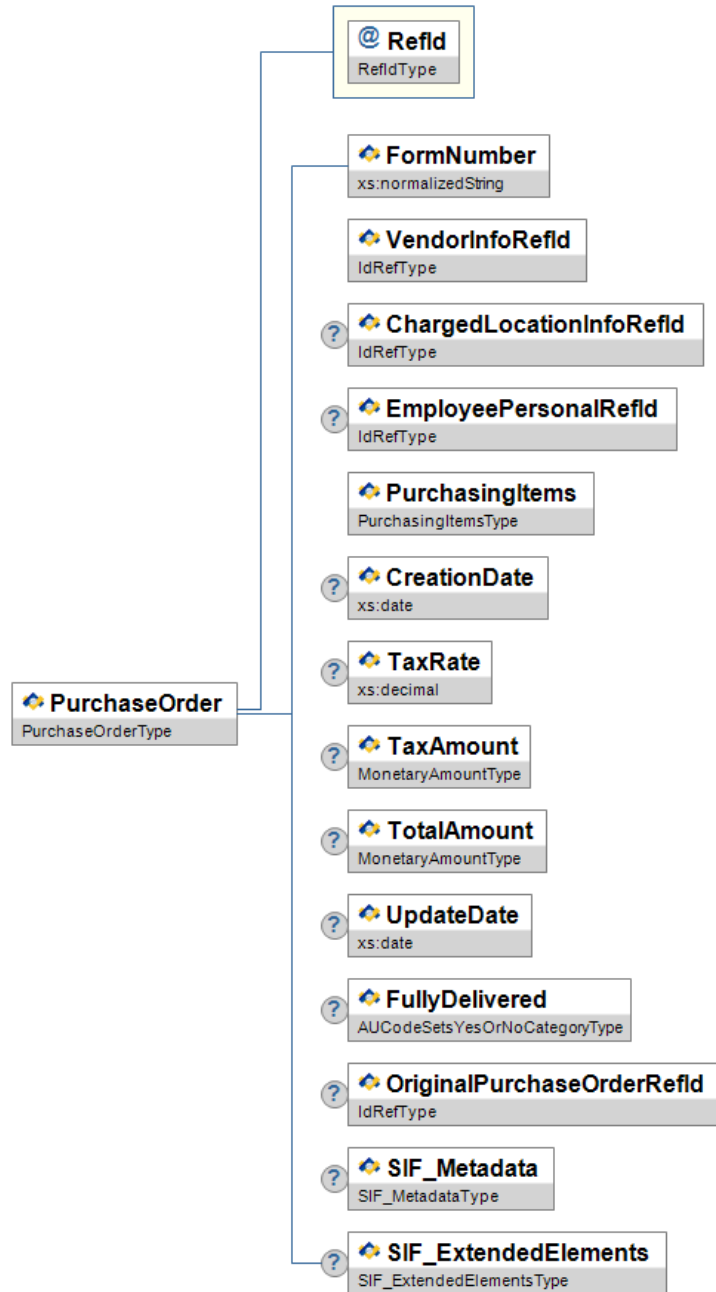 @ RefId
RefIdType
FormNumber
xs:normalizedString
VendorInfoRefId
IdRefType
? ChargedLocationInfoRefId
IdRefType
? EmployeePersonalRefId
IdRefType
PurchasingItems
PurchasingItemsType
? CreationDate
xs:date
? TaxRate
xs:decimal
PurchaseOrder
PurchaseOrderType
? TaxAmount
MonetaryAmountType
? TotalAmount
MonetaryAmountType
? UpdateDate
xs:date
? FullyDelivered
AUCodeSetsYesOrNoCategoryType
? OriginalPurchaseOrderRefId
IdRefType
? SIF_Metadata
SIF_MetadataType
? SIF_ExtendedElements
SIF_ExtendedElementsType